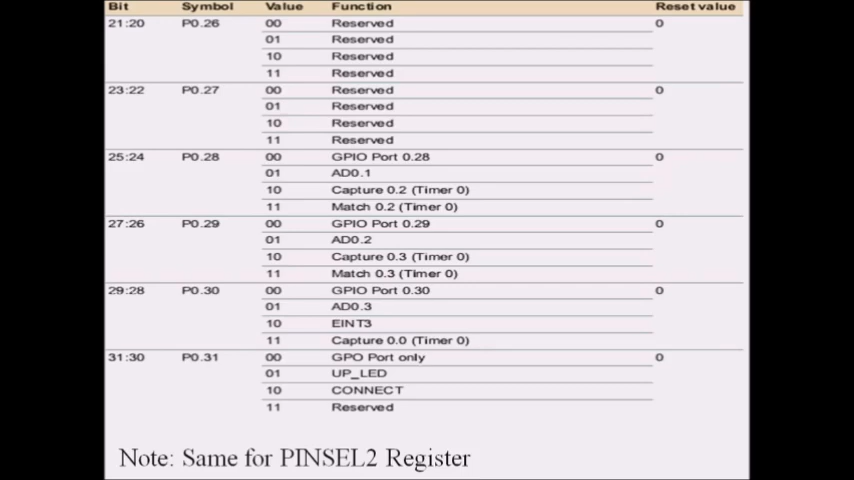 Bit Symbol Value Function Reset value
21:20 P0.26 00 Reserved 0
01 Reserved
10 Reserved
11 Reserved
23:22 P0.27 00 Reserved 0
01 Reserved
10 Reserved
11 Reserved
25:24 P0.28 00 GPIO Port 0.28 0
01 AD0.1
10 Capture 0.2 (Timer 0)
11 Match 0.2 (Timer 0)
27:26 P0.29 00 GPIO Port 0.29 0
01 AD0.2
10 Capture 0.3 (Timer 0)
11 Match 0.3 (Timer 0)
29:28 P0.30 00 GPIO Port 0.30 0
01 AD0.3
10 EINT3
11 Capture 0.0 (Timer 0)
31:30 P0.31 00 GPO Port only 0
01 UP_LED
10 CONNECT
11 Reserved
Note: Same for PINSEL2 Register